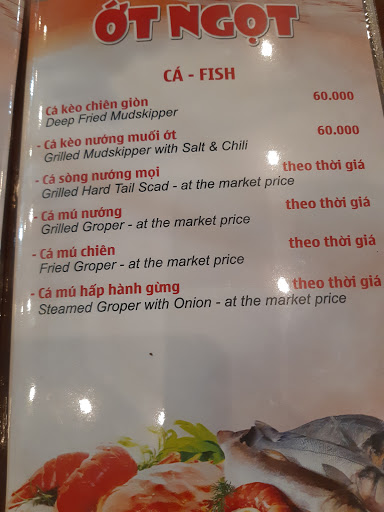 ỚT NGỌT
CÁ - FISH
- Cá kèo chiên giòn 60.000
Deep Fried Mudskipper
- Cá kèo nướng muối ớt 60.000
Grilled Mudskipper with Salt & Chili
- Cá sòng nướng mọi theo thời giá
Grilled Hard Tail Scad - at the market price
- Cá mú nướng theo thời giá
Grilled Groper - at the market price
- Cá mú chiên theo thời giá
Fried Groper - at the market price
- Cá mú hấp hành gừng theo thời giá
Steamed Groper with Onion - at the market price